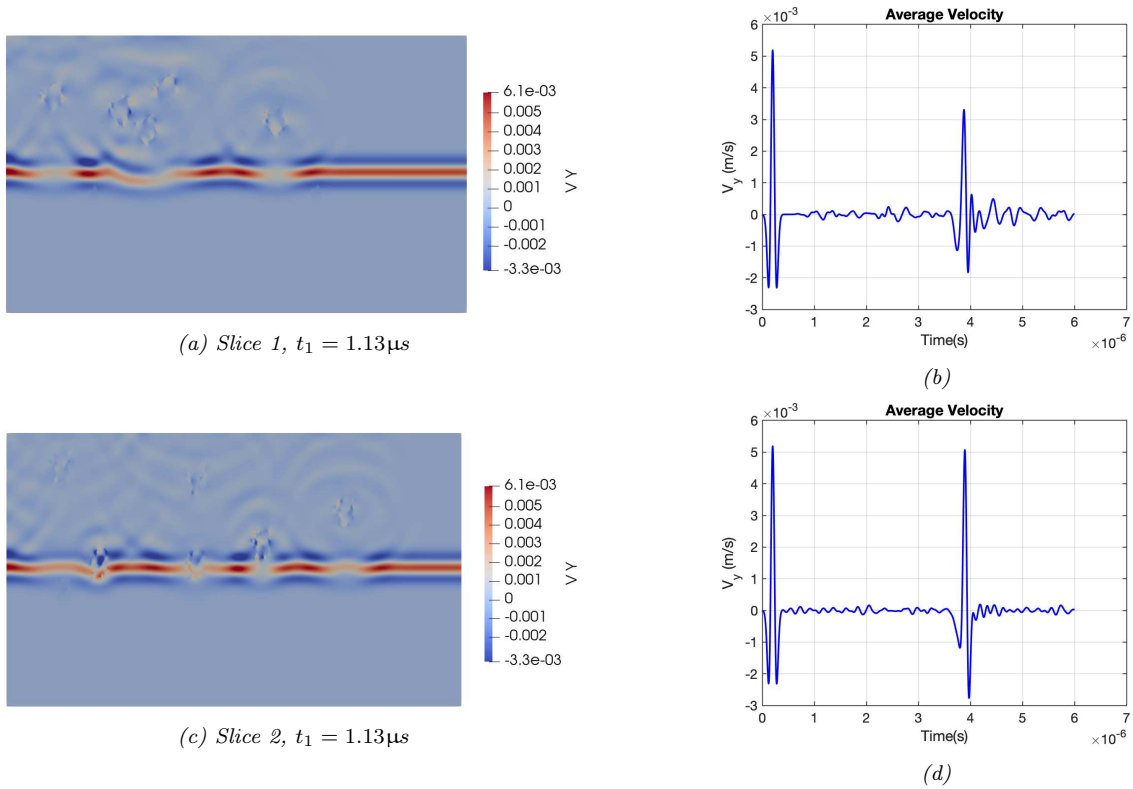 6.1e-03
0.005
0.004
0.003
0.002
0.001
0
-0.001
-0.002
-3.3e-03
V Y
(a) Slice 1, t₁ = 1.13μs
×10⁻³
Average Velocity
6
5
4
3
2
1
0
-1
-2
-3
V_y (m/s)
0 1 2 3 4 5 6 7
Time(s)
×10⁻⁶
(b)
6.1e-03
0.005
0.004
0.003
0.002
0.001
0
-0.001
-0.002
-3.3e-03
V Y
(c) Slice 2, t₁ = 1.13μs
×10⁻³
Average Velocity
6
5
4
3
2
1
0
-1
-2
-3
V_y (m/s)
0 1 2 3 4 5 6 7
Time(s)
×10⁻⁶
(d)